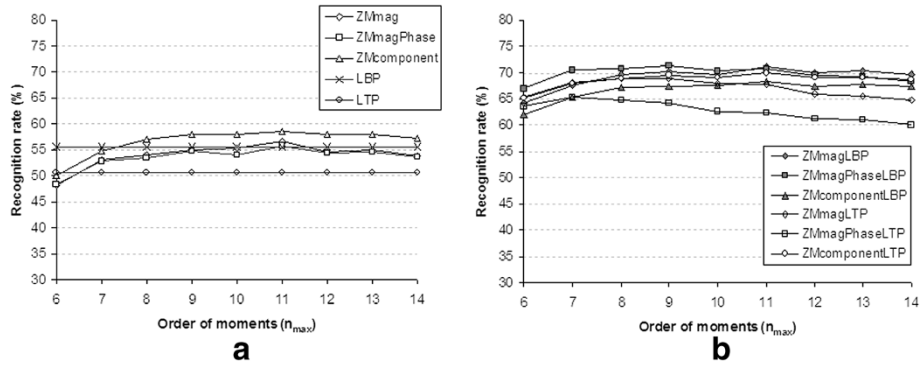 80
75
70
65
60
55
50
45
40
35
30
Recognition rate (%)
ZMmag
ZMmagPhase
ZMcomponent
LBP
LTP
6 7 8 9 10 11 12 13 14
Order of moments (nmax)
a
80
75
70
65
60
55
50
45
40
35
30
Recognition rate (%)
ZMmagLBP
ZMmagPhaseLBP
ZMcomponentLBP
ZMmagLTP
ZMmagPhaseLTP
ZMcomponentLTP
6 7 8 9 10 11 12 13 14
Order of moments (nmax)
b